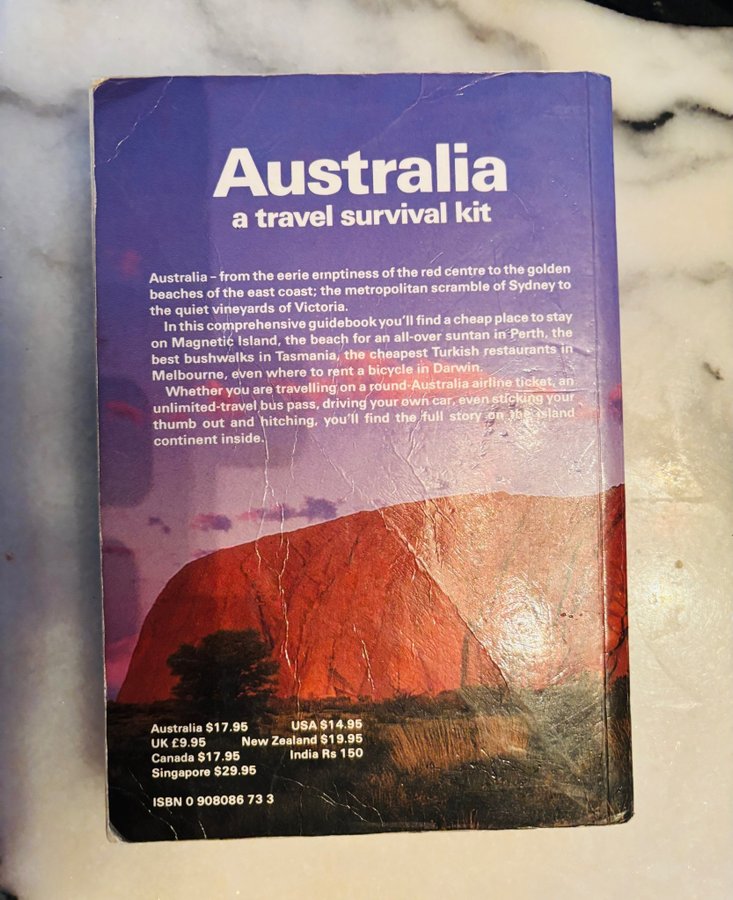 Australia
a travel survival kit
Australia – from the eerie emptiness of the red centre to the golden
beaches of the east coast; the metropolitan scramble of Sydney to
the quiet vineyards of Victoria.
In this comprehensive guidebook you'll find a cheap place to stay
on Magnetic Island, the beach for an all-over suntan in Perth, the
best bushwalks in Tasmania, the cheapest Turkish restaurants in
Melbourne, even where to rent a bicycle in Darwin.
Whether you are travelling on a round-Australia airline ticket, an
unlimited-travel bus pass, driving your own car, even sticking your
thumb out and hitching, you'll find the full story on the island
continent inside.
Australia $17.95 USA $14.95
UK £9.95 New Zealand $19.95
Canada $17.95 India Rs 150
Singapore $29.95
ISBN 0 908086 73 3